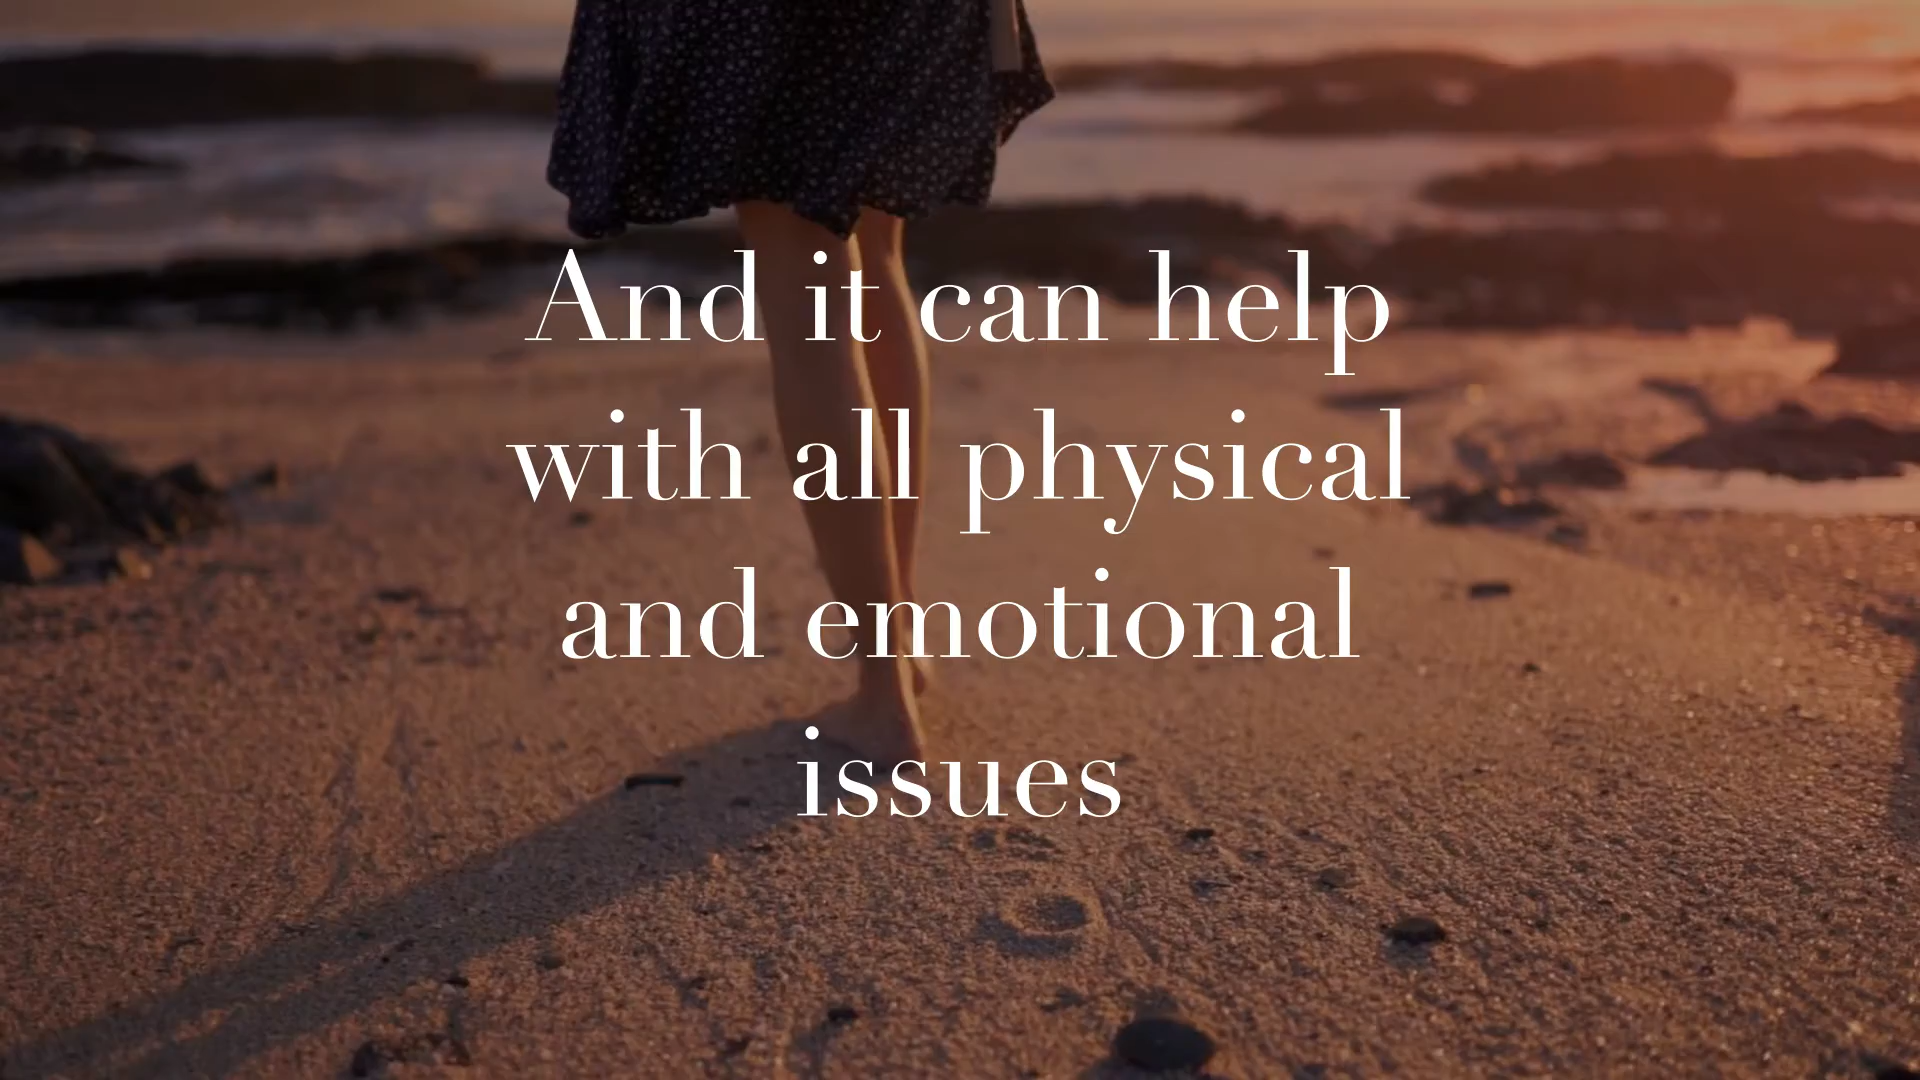 And it can help
with all physical
and emotional
issues